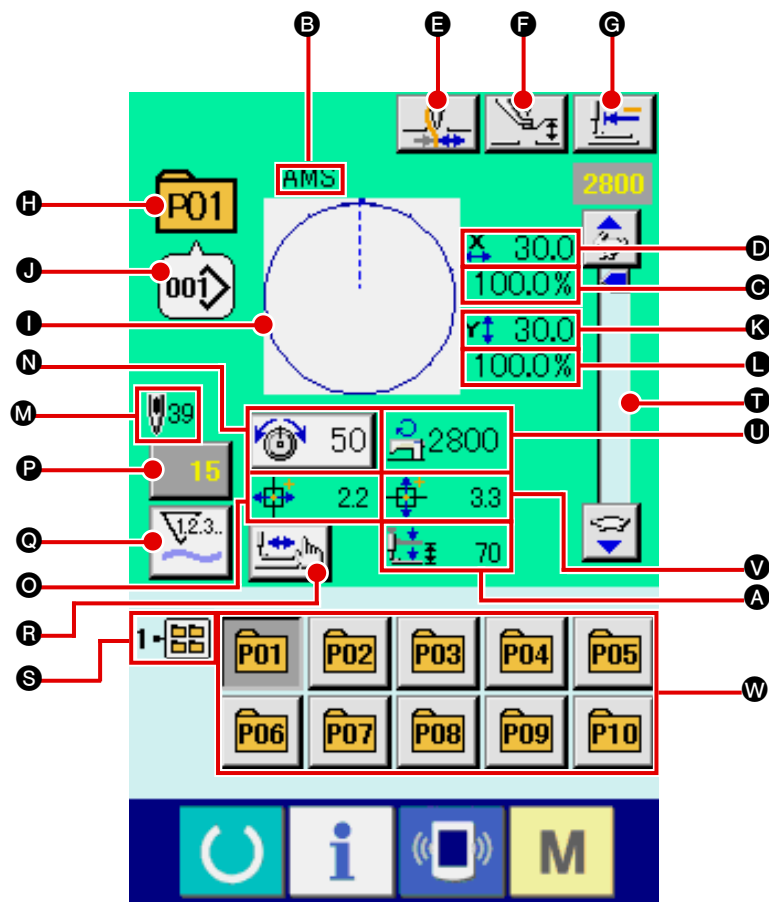 B E F G
AMS
2800
H P01
X 30.0 D
J 001
100.0% C
I
Y 30.0 K
N 100.0% L
M 39 T
50 2800 U
P 15
2.2 3.3
Q 1.2.3..
O 70 V
R A
S 1
P01 P02 P03 P04 P05
W
P06 P07 P08 P09 P10
i M